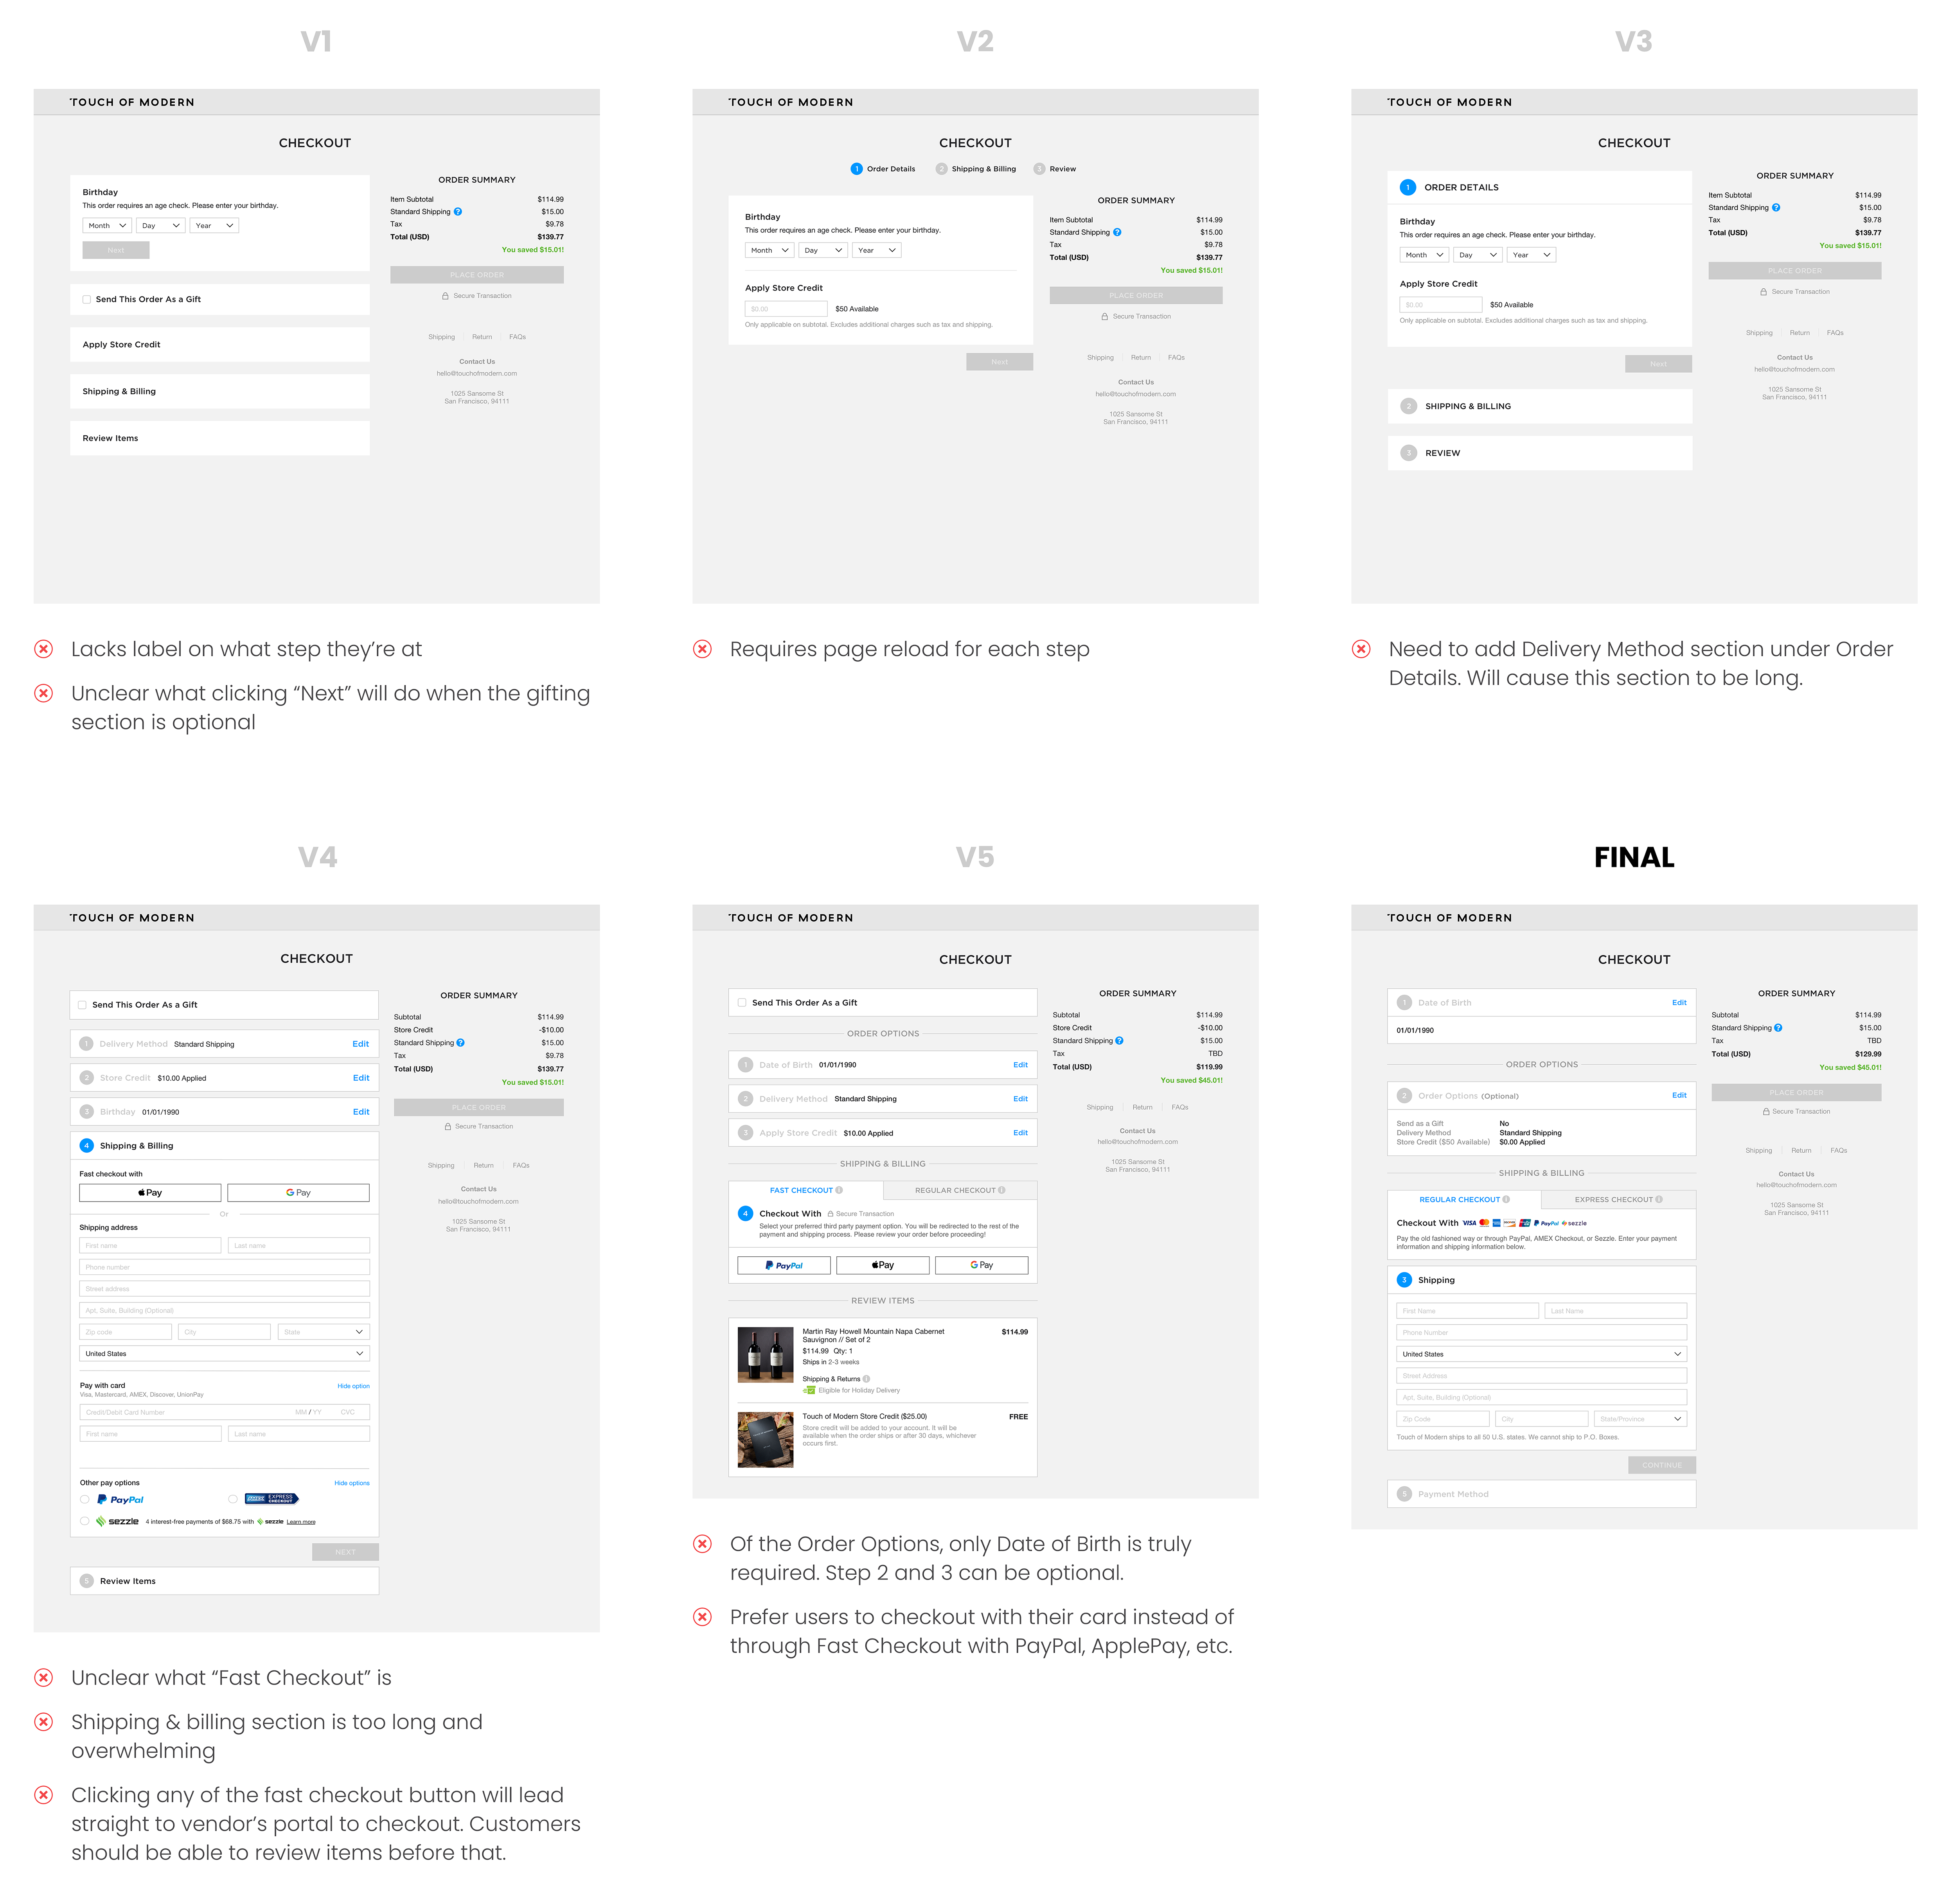 V1
TOUCH OF MODERN
CHECKOUT
Birthday
This order requires an age check. Please enter your birthday.
Month Day Year
Next
Send This Order As a Gift
Apply Store Credit
Shipping & Billing
Review Items
ORDER SUMMARY
Item Subtotal $114.99
Standard Shipping ? $15.00
Tax $9.78
Total (USD) $139.77
You saved $15.01!
PLACE ORDER
Secure Transaction
Shipping Return FAQs
Contact Us
hello@touchofmodern.com
1025 Sansome St
San Francisco, 94111
Lacks label on what step they’re at
Unclear what clicking “Next” will do when the gifting
section is optional
V2
TOUCH OF MODERN
CHECKOUT
1 Order Details 2 Shipping & Billing 3 Review
Birthday
This order requires an age check. Please enter your birthday.
Month Day Year
Apply Store Credit
$0.00 $50 Available
Only applicable on subtotal. Excludes additional charges such as tax and shipping.
Next
ORDER SUMMARY
Item Subtotal $114.99
Standard Shipping ? $15.00
Tax $9.78
Total (USD) $139.77
You saved $15.01!
PLACE ORDER
Secure Transaction
Shipping Return FAQs
Contact Us
hello@touchofmodern.com
1025 Sansome St
San Francisco, 94111
Requires page reload for each step
V3
TOUCH OF MODERN
CHECKOUT
1 ORDER DETAILS
Birthday
This order requires an age check. Please enter your birthday.
Month Day Year
Apply Store Credit
$0.00 $50 Available
Only applicable on subtotal. Excludes additional charges such as tax and shipping.
Next
2 SHIPPING & BILLING
3 REVIEW
ORDER SUMMARY
Item Subtotal $114.99
Standard Shipping ? $15.00
Tax $9.78
Total (USD) $139.77
You saved $15.01!
PLACE ORDER
Secure Transaction
Shipping Return FAQs
Contact Us
hello@touchofmodern.com
1025 Sansome St
San Francisco, 94111
Need to add Delivery Method section under Order
Details. Will cause this section to be long.
V4
TOUCH OF MODERN
CHECKOUT
Send This Order As a Gift
1 Delivery Method Standard Shipping Edit
2 Store Credit $10.00 Applied Edit
3 Birthday 01/01/1990 Edit
4 Shipping & Billing
Fast checkout with
Pay G Pay
Or
Shipping address
First name Last name
Phone number
Street address
Apt, Suite, Building (Optional)
Zip code City State
United States
Pay with card Hide option
Visa, Mastercard, AMEX, Discover, UnionPay
Credit/Debit Card Number MM / YY CVC
First name Last name
Other pay options Hide options
PayPal AMEX EXPRESS CHECKOUT
sezzle 4 interest-free payments of $68.75 with sezzle Learn more
NEXT
5 Review Items
ORDER SUMMARY
Subtotal $114.99
Store Credit -$10.00
Standard Shipping ? $15.00
Tax $9.78
Total (USD) $139.77
You saved $15.01!
PLACE ORDER
Secure Transaction
Shipping Return FAQs
Contact Us
hello@touchofmodern.com
1025 Sansome St
San Francisco, 94111
Unclear what “Fast Checkout” is
Shipping & billing section is too long and
overwhelming
Clicking any of the fast checkout button will lead
straight to vendor’s portal to checkout. Customers
should be able to review items before that.
V5
TOUCH OF MODERN
CHECKOUT
Send This Order As a Gift
ORDER OPTIONS
1 Date of Birth 01/01/1990 Edit
2 Delivery Method Standard Shipping Edit
3 Apply Store Credit $10.00 Applied Edit
SHIPPING & BILLING
FAST CHECKOUT i REGULAR CHECKOUT i
4 Checkout With Secure Transaction
Select your preferred third party payment option. You will be redirected to the rest of the
payment and shipping process. Please review your order before proceeding!
PayPal Pay G Pay
REVIEW ITEMS
Martin Ray Howell Mountain Napa Cabernet $114.99
Sauvignon // Set of 2
$114.99 Qty: 1
Ships in 2-3 weeks
Shipping & Returns i
Eligible for Holiday Delivery
Touch of Modern Store Credit ($25.00) FREE
Store credit will be added to your account. It will be
available when the order ships or after 30 days, whichever
occurs first.
ORDER SUMMARY
Subtotal $114.99
Store Credit -$10.00
Standard Shipping ? $15.00
Tax TBD
Total (USD) $119.99
You saved $45.01!
Shipping Return FAQs
Contact Us
hello@touchofmodern.com
1025 Sansome St
San Francisco, 94111
Of the Order Options, only Date of Birth is truly
required. Step 2 and 3 can be optional.
Prefer users to checkout with their card instead of
through Fast Checkout with PayPal, ApplePay, etc.
FINAL
TOUCH OF MODERN
CHECKOUT
1 Date of Birth Edit
01/01/1990
ORDER OPTIONS
2 Order Options (Optional) Edit
Send as a Gift No
Delivery Method Standard Shipping
Store Credit ($50 Available) $0.00 Applied
SHIPPING & BILLING
REGULAR CHECKOUT i EXPRESS CHECKOUT i
Checkout With VISA PayPal sezzle
Pay the old fashioned way or through PayPal, AMEX Checkout, or Sezzle. Enter your payment
information and shipping information below.
3 Shipping
First Name Last Name
Phone Number
United States
Street Address
Apt, Suite, Building (Optional)
Zip Code City State/Province
Touch of Modern ships to all 50 U.S. states. We cannot ship to P.O. Boxes.
CONTINUE
5 Payment Method
ORDER SUMMARY
Subtotal $114.99
Standard Shipping ? $15.00
Tax TBD
Total (USD) $129.99
You saved $45.01!
PLACE ORDER
Secure Transaction
Shipping Return FAQs
Contact Us
hello@touchofmodern.com
1025 Sansome St
San Francisco, 94111